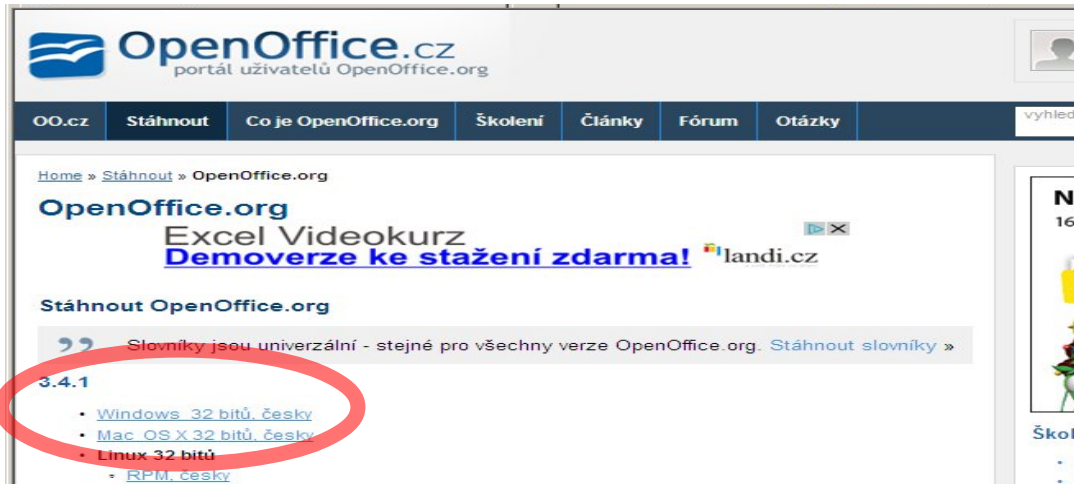 OpenOffice.cz
portál uživatelů OpenOffice.org
OO.cz Stáhnout Co je OpenOffice.org Školení Články Fórum Otázky
vyhled
Home » Stáhnout » OpenOffice.org
OpenOffice.org
Excel Videokurz
Demoverze ke stažení zdarma! landi.cz
N
16
Stáhnout OpenOffice.org
Slovníky jsou univerzální - stejné pro všechny verze OpenOffice.org. Stáhnout slovníky »
3.4.1
• Windows 32 bitů, česky
• Mac OS X 32 bitů, česky
• Linux 32 bitů
◦ RPM, česky
Škol